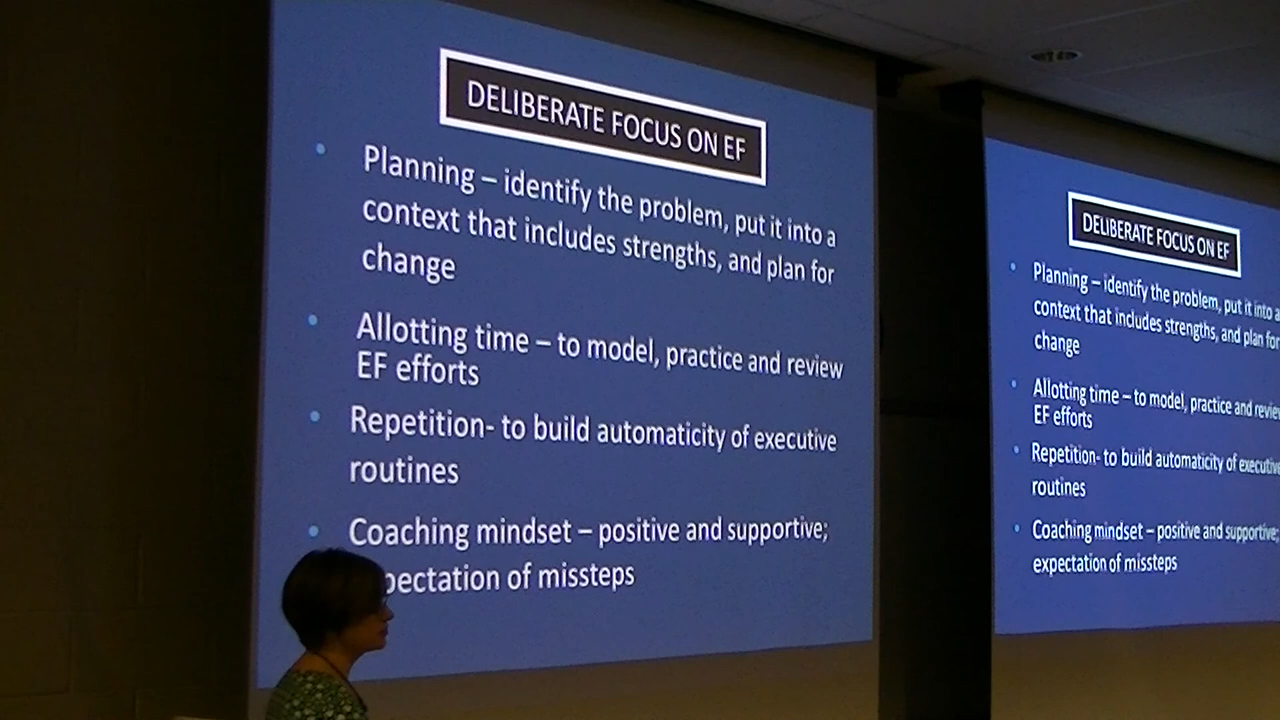 DELIBERATE FOCUS ON EF
Planning – identify the problem, put it into a
context that includes strengths, and plan for
change
Allotting time – to model, practice and review
EF efforts
Repetition- to build automaticity of executive
routines
Coaching mindset – positive and supportive;
pectation of missteps
DELIBERATE FOCUS ON EF
Planning – identify the problem, put it into a
context that includes strengths, and plan for
change
Allotting time – to model, practice and revie
EF efforts
Repetition- to build automaticity of executive
routines
Coaching mindset – positive and supportive;
expectation of missteps